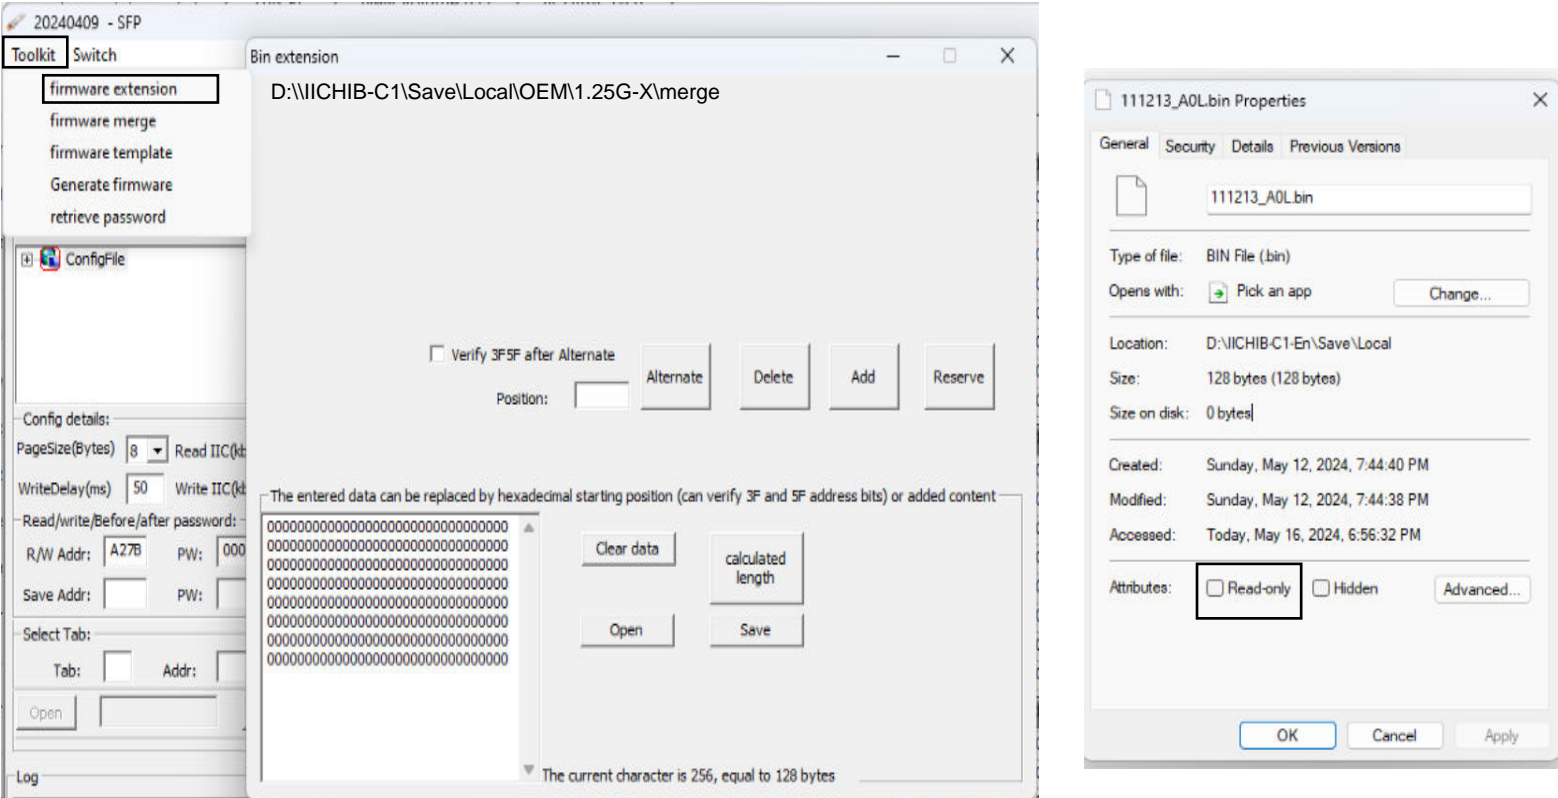 20240409 - SFP
Toolkit Switch
firmware extension
firmware merge
firmware template
Generate firmware
retrieve password
ConfigFile
Config details:
PageSize(Bytes) 8 Read IIC(kb
WriteDelay(ms) 50 Write IIC(kb
Read/write/Before/after password:
R/W Addr: A27B PW: 000
Save Addr: PW:
Select Tab:
Tab: Addr:
Open
Log
Bin extension
D:\\IICHIB-C1\Save\Local\OEM\1.25G-X\merge
Verify 3F5F after Alternate
Position:
Alternate Delete Add Reserve
The entered data can be replaced by hexadecimal starting position (can verify 3F and 5F address bits) or added content
00000000000000000000000000000000
00000000000000000000000000000000
00000000000000000000000000000000
00000000000000000000000000000000
00000000000000000000000000000000
00000000000000000000000000000000
00000000000000000000000000000000
00000000000000000000000000000000
Clear data
calculated
length
Open Save
The current character is 256, equal to 128 bytes
111213_A0L.bin Properties
General Security Details Previous Versions
111213_A0L.bin
Type of file: BIN File (.bin)
Opens with: Pick an app Change...
Location: D:\IICHIB-C1-En\Save\Local
Size: 128 bytes (128 bytes)
Size on disk: 0 bytes
Created: Sunday, May 12, 2024, 7:44:40 PM
Modified: Sunday, May 12, 2024, 7:44:38 PM
Accessed: Today, May 16, 2024, 6:56:32 PM
Attributes: Read-only Hidden Advanced...
OK Cancel Apply